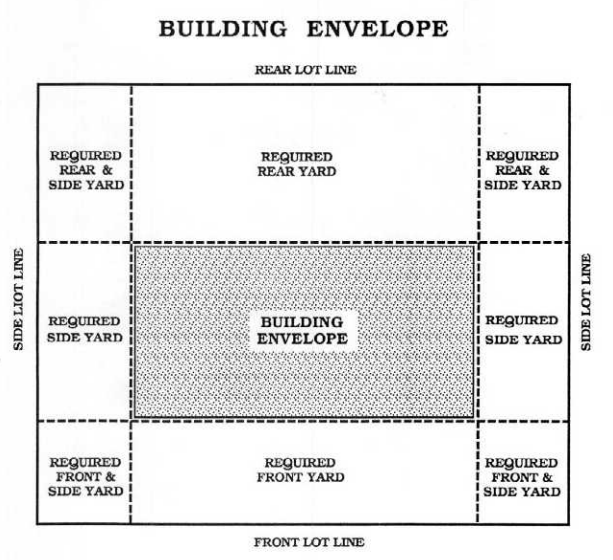 BUILDING ENVELOPE
REAR LOT LINE
REQUIRED
REAR &
SIDE YARD
REQUIRED
REAR YARD
REQUIRED
REAR &
SIDE YARD
SIDE LIOT LINE
REQUIRED
SIDE YARD
BUILDING
ENVELOPE
REQUIRED
SIDE YARD
SIDE LOT LINE
REQUIRED
FRONT &
SIDE YARD
REQUIRED
FRONT YARD
REQUIRED
FRONT &
SIDE YARD
FRONT LOT LINE